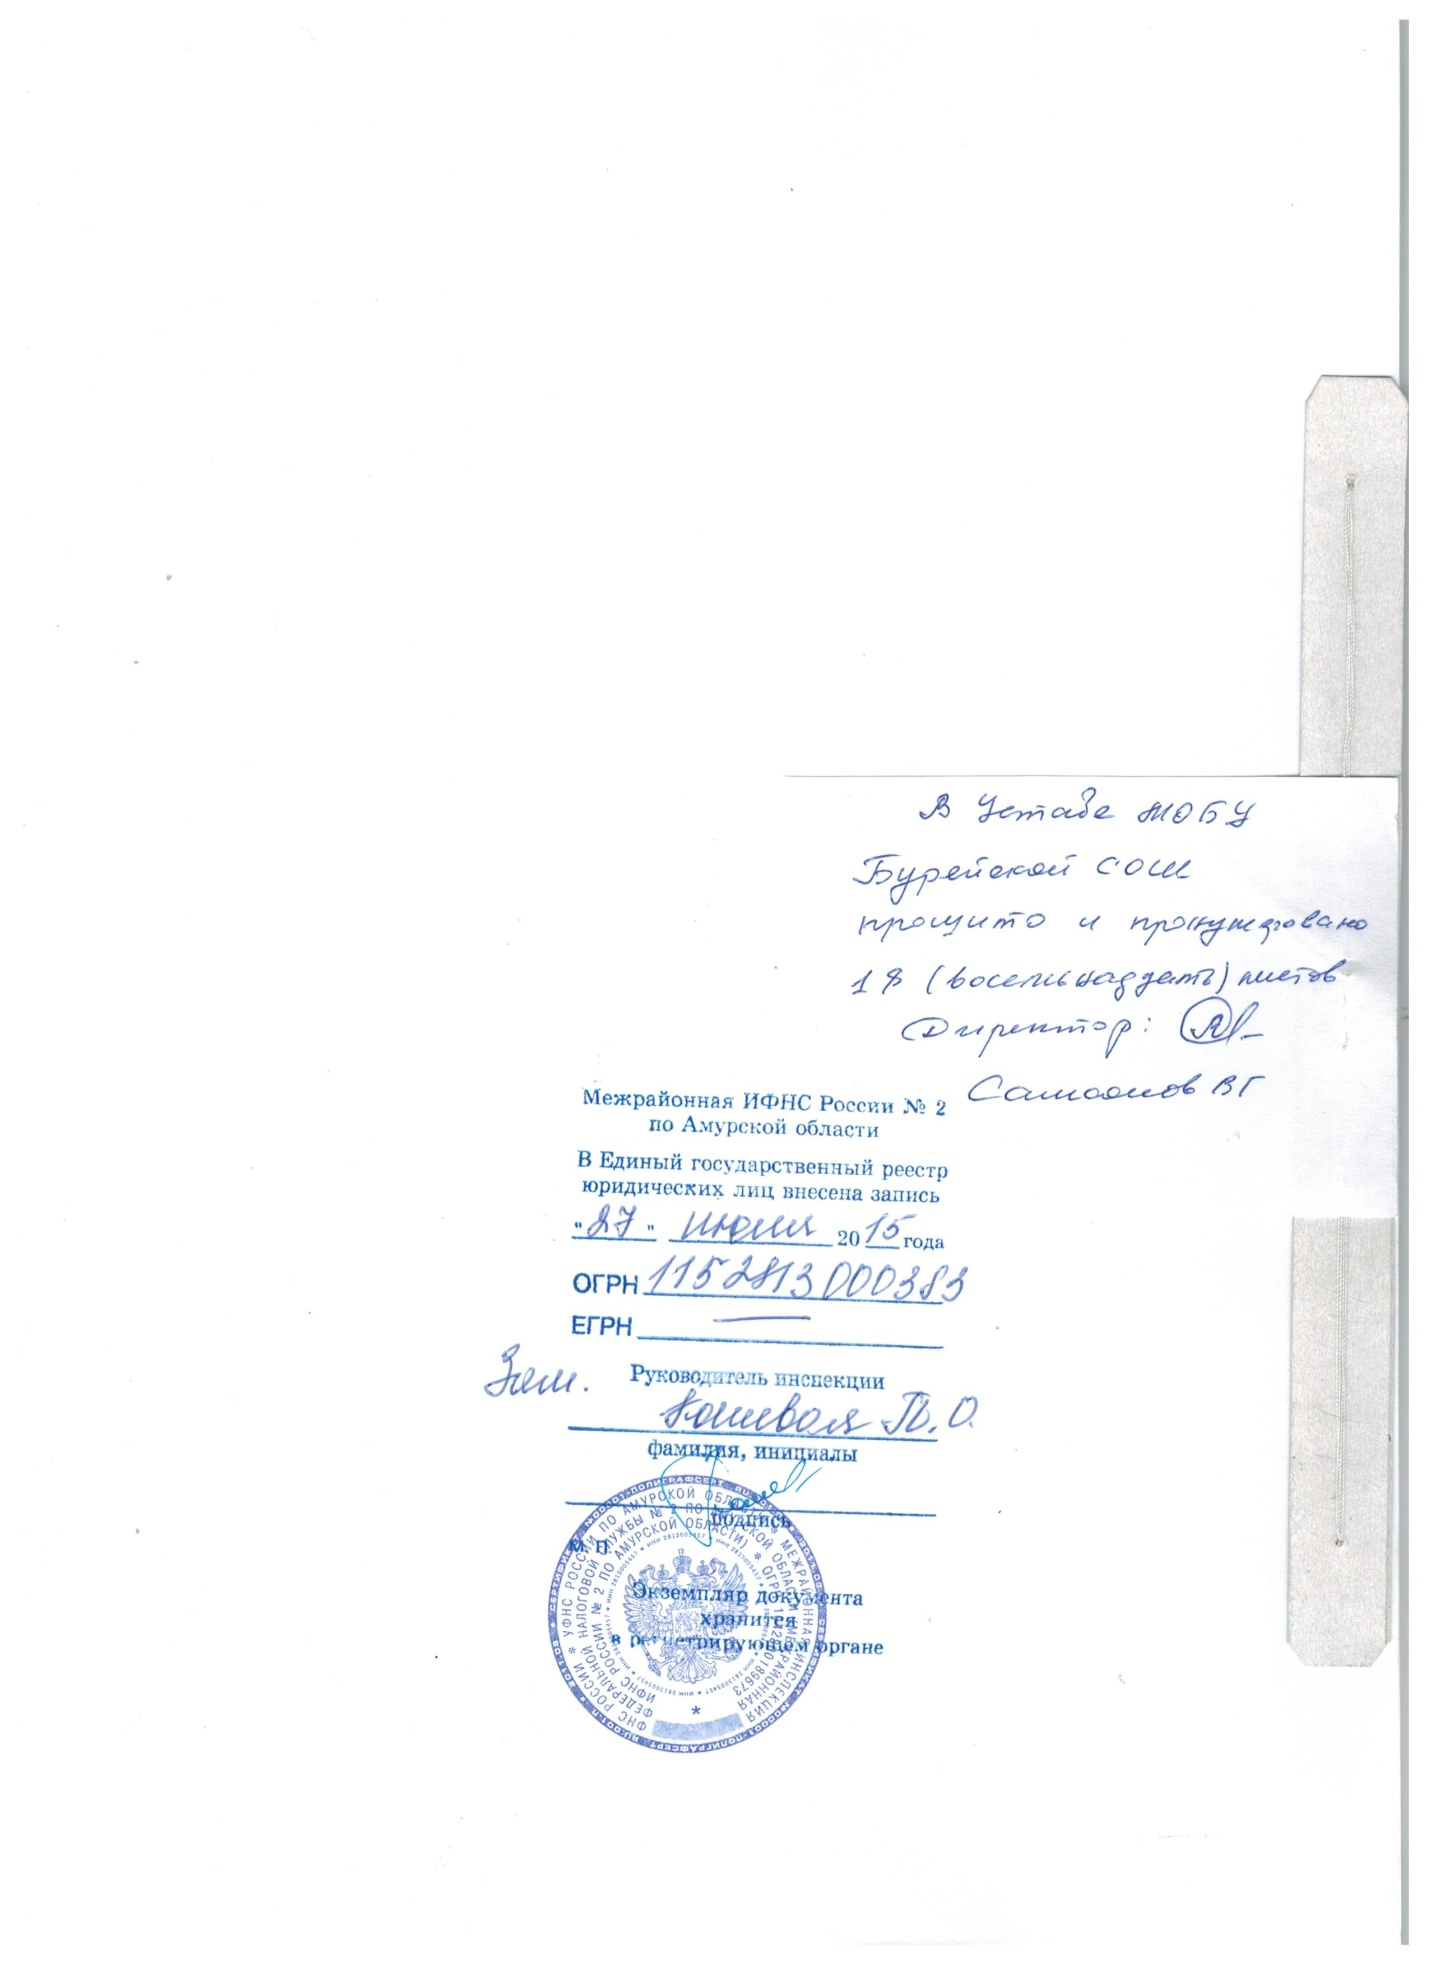 В Уставе МОБУ
Бурейской СОШ
прошито и пронумеровано
18 (восемьнадцать) листов
Директор:
Самсонов ВГ
Межрайонная ИФНС России № 2
по Амурской области
В Единый государственный реестр
юридических лиц внесена запись
"27" июля 2015 года
ОГРН 1152813000383
ЕГРН —
Зам. Руководитель инспекции
П.О.
фамилия, инициалы
подпись
М.П.
Экземпляр документа
хранится
в регистрирующем органе